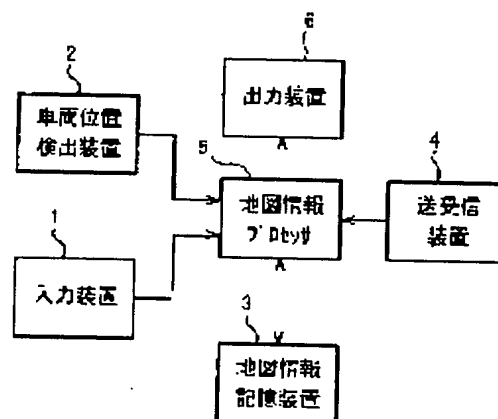 6
出力装置
2
車両位置
検出装置
5
地図情報
プロセッサ
4
送受信
装置
1
入力装置
3
地図情報
記憶装置